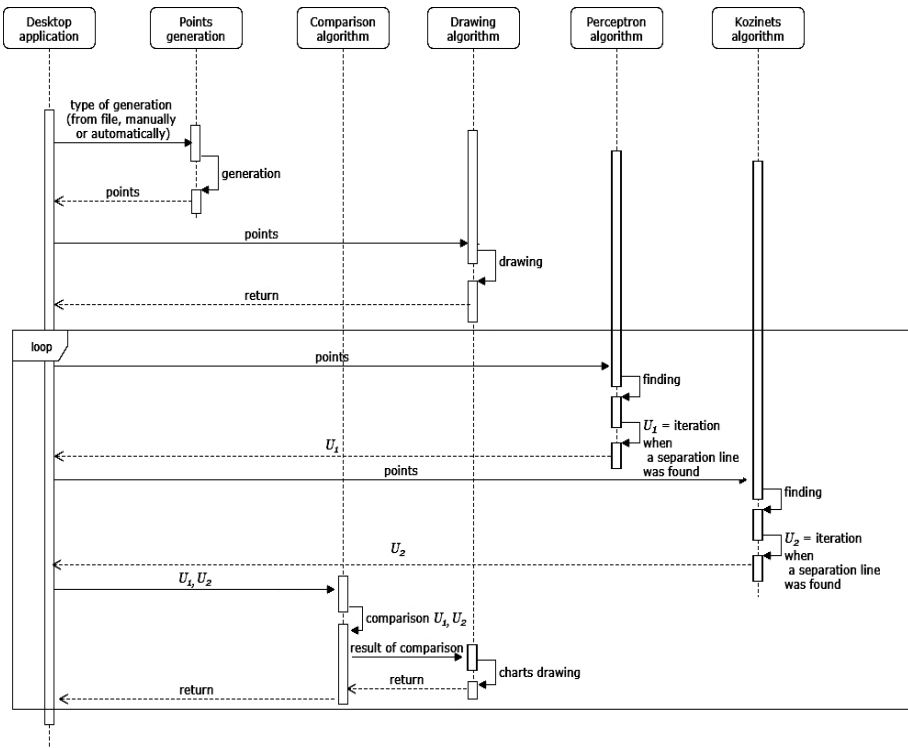 Desktop
application
Points
generation
Comparison
algorithm
Drawing
algorithm
Perceptron
algorithm
Kozinets
algorithm
type of generation
(from file, manually
or automatically)
generation
points
points
drawing
return
loop
points
finding
U₁ = iteration
when
a separation line
was found
U₁
points
finding
U₂ = iteration
when
a separation line
was found
U₂
U₁, U₂
comparison U₁, U₂
result of comparison
charts drawing
return
return